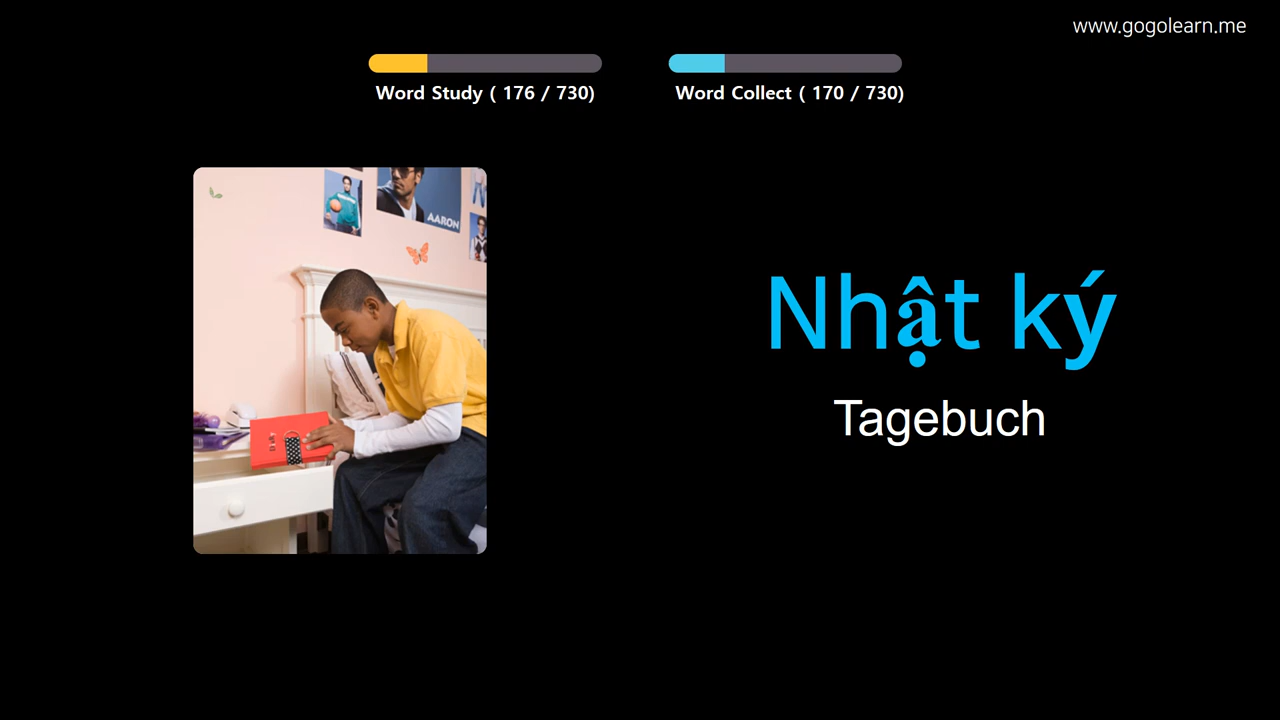 www.gogolearn.me
Word Study ( 176 / 730)
Word Collect ( 170 / 730)
AARON
Nhật ký
Tagebuch